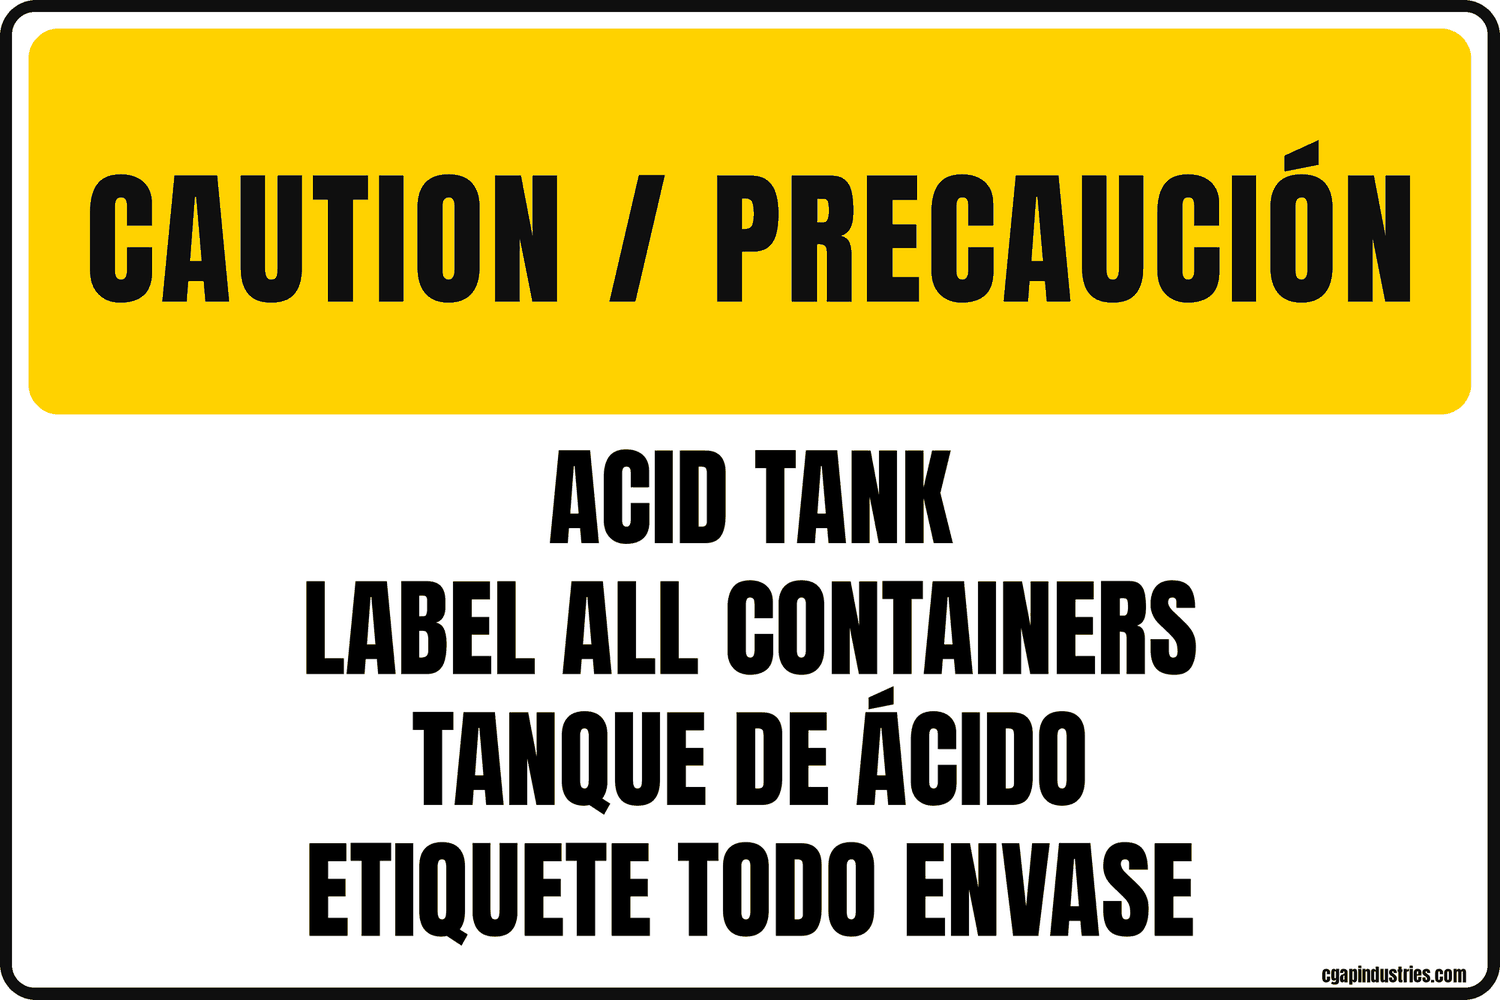 CAUTION / PRECAUCIÓN
ACID TANK
LABEL ALL CONTAINERS
TANQUE DE ÁCIDO
ETIQUETE TODO ENVASE
cgapindustries.com